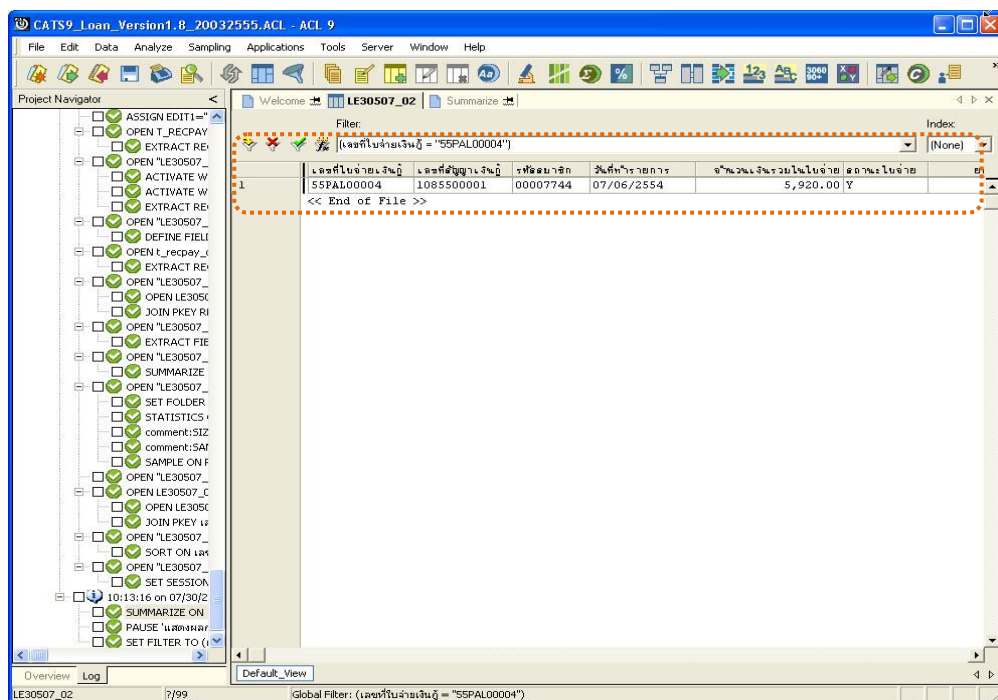 CATS9_Loan_Version1.8_20032555.ACL - ACL 9
File Edit Data Analyze Sampling Applications Tools Server Window Help
Project Navigator <
Welcome LE30507_02 Summarize
Filter: Index:
(เลขที่ใบจ่ายเงินกู้ = "55PAL00004") (None)
เลขที่ใบจ่ายเงินกู้ เลขที่สัญญาเงินกู้ รหัสสมาชิก วันที่ทำรายการ จำนวนเงินรวมในใบจ่าย สถานะใบจ่าย
1 55PAL00004 1085500001 00007744 07/06/2554 5,920.00 Y
<< End of File >>
ASSIGN EDIT1="
OPEN T_RECPAY
EXTRACT RE
OPEN "LE30507_
ACTIVATE W
ACTIVATE W
EXTRACT RE
OPEN "LE30507_
DEFINE FIEL
OPEN t_recpay_
EXTRACT RE
OPEN "LE30507_
OPEN LE305
JOIN PKEY R
OPEN "LE30507_
EXTRACT FIE
OPEN "LE30507_
SUMMARIZE
OPEN "LE30507_
SET FOLDER
STATISTICS
comment:SIZ
comment:SA
SAMPLE ON
OPEN "LE30507_
OPEN LE30507_
OPEN LE305
JOIN PKEY เล
OPEN "LE30507_
SORT ON เลข
OPEN "LE30507_
SET SESSION
10:13:16 on 07/30/2
SUMMARIZE ON
PAUSE 'แสดงผล
SET FILTER TO (
Overview Log
Default_View
LE30507_02 ?/99 Global Filter: (เลขที่ใบจ่ายเงินกู้ = "55PAL00004")